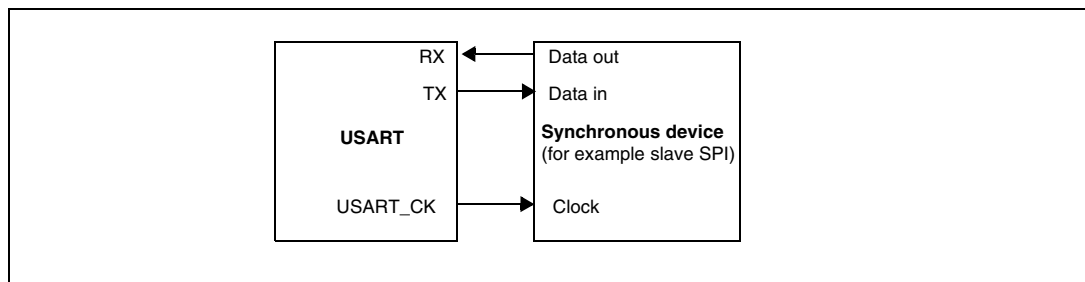 RX
Data out
TX
Data in
USART
Synchronous device
(for example slave SPI)
USART_CK
Clock